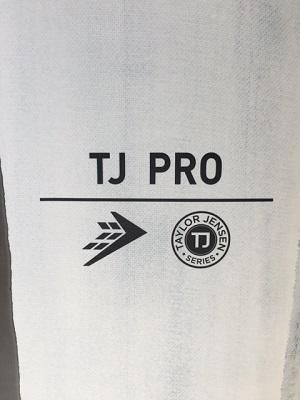 TJ PRO
TAYLOR JENSEN
TJ
• SERIES •